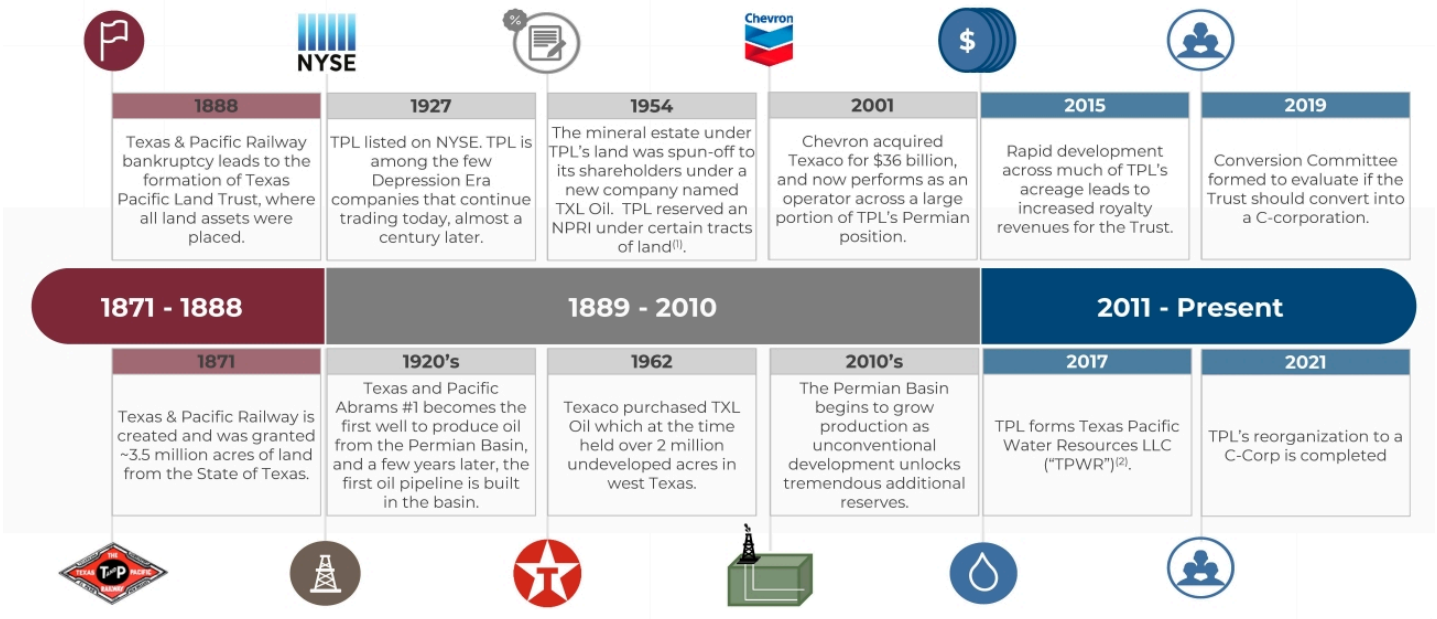 Chevron
%
$
NYSE
1888
Texas & Pacific Railway
bankruptcy leads to the
formation of Texas
Pacific Land Trust, where
all land assets were
placed.
1927
TPL listed on NYSE. TPL is
among the few
Depression Era
companies that continue
trading today, almost a
century later.
1954
The mineral estate under
TPL's land was spun-off to
its shareholders under a
new company named
TXL Oil.  TPL reserved an
NPRI under certain tracts
of land(1).
2001
Chevron acquired
Texaco for $36 billion,
and now performs as an
operator across a large
portion of TPL's Permian
position.
2015
Rapid development
across much of TPL's
acreage leads to
increased royalty
revenues for the Trust.
2019
Conversion Committee
formed to evaluate if the
Trust should convert into
a C-corporation.
1871 - 1888
1889 - 2010
2011 - Present
1871
Texas & Pacific Railway is
created and was granted
~3.5 million acres of land
from the State of Texas.
1920's
Texas and Pacific
Abrams #1 becomes the
first well to produce oil
from the Permian Basin,
and a few years later, the
first oil pipeline is built
in the basin.
1962
Texaco purchased TXL
Oil which at the time
held over 2 million
undeveloped acres in
west Texas.
2010's
The Permian Basin
begins to grow
production as
unconventional
development unlocks
tremendous additional
reserves.
2017
TPL forms Texas Pacific
Water Resources LLC
("TPWR")(2).
2021
TPL's reorganization to a
C-Corp is completed
THE
TEXAS T AND P PACIFIC
RAILWAY
T